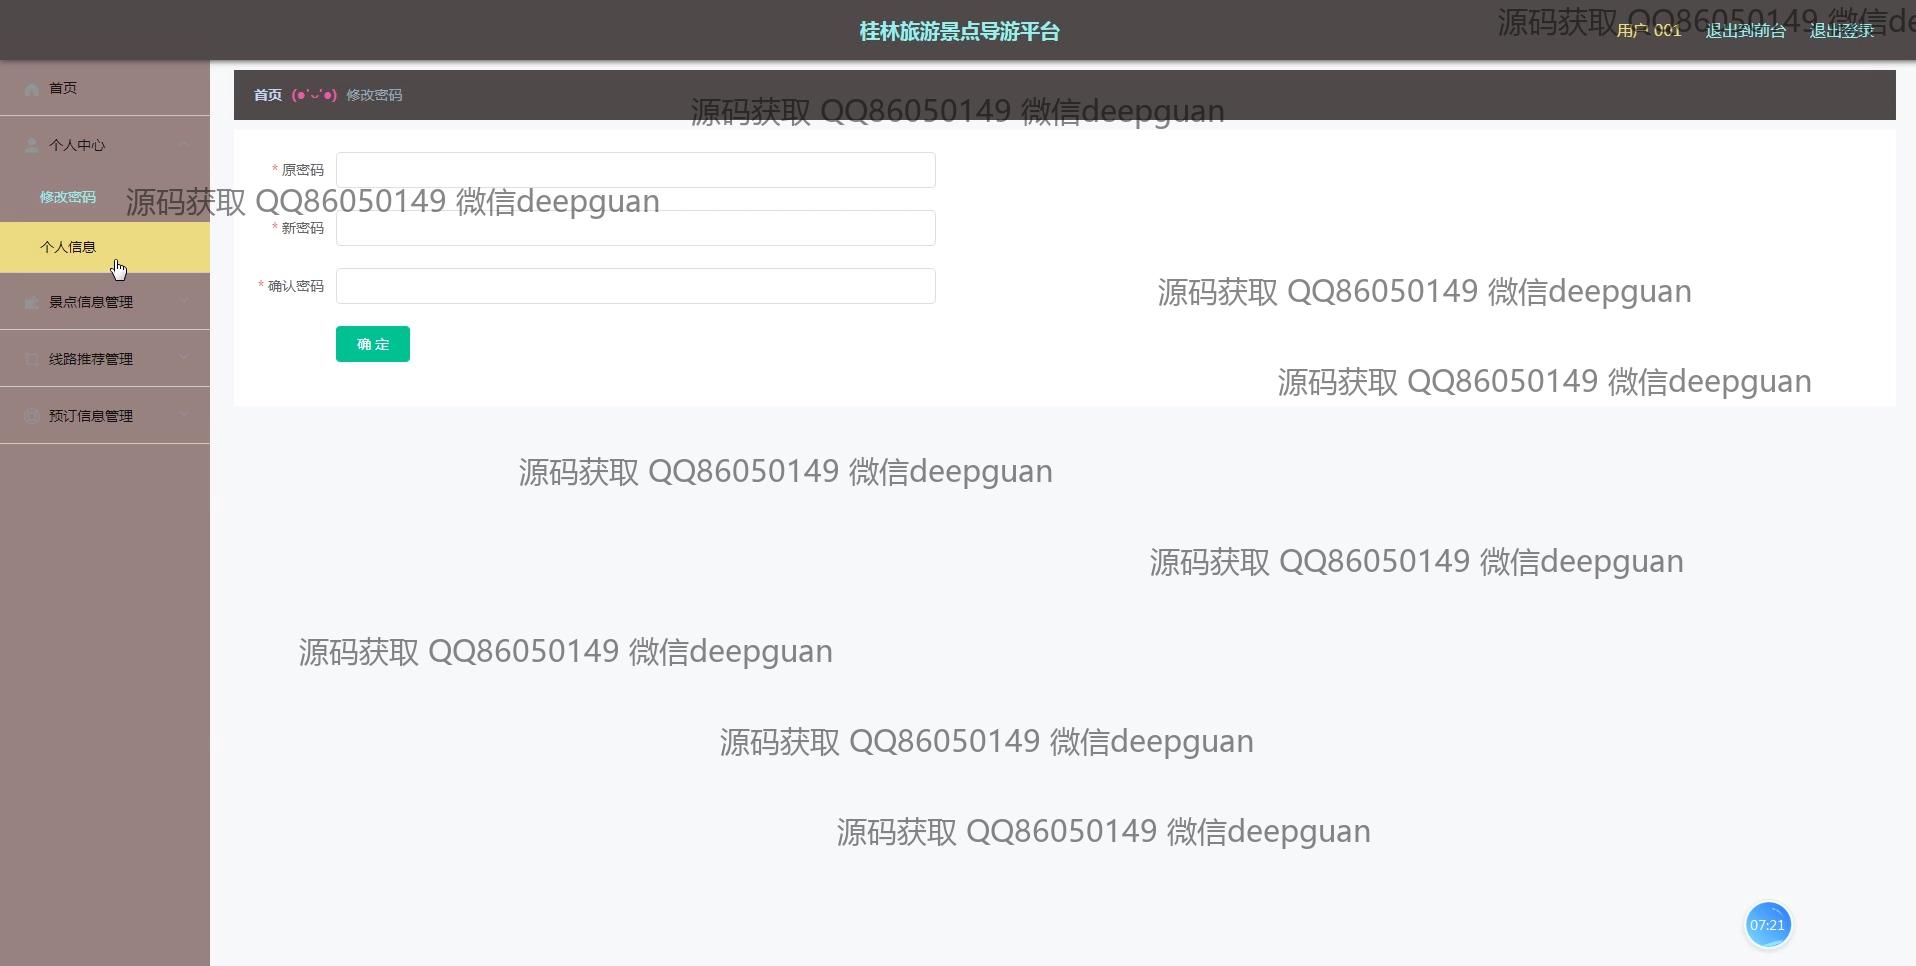 桂林旅游景点导游平台
源码获取 QQ86050149 微信de
用户 001 退出到前台 退出登录
首页
首页 (●'ᴗ'●) 修改密码
源码获取 QQ86050149 微信deepguan
个人中心
* 原密码
修改密码
源码获取 QQ86050149 微信deepguan
* 新密码
个人信息
* 确认密码
源码获取 QQ86050149 微信deepguan
景点信息管理
确定
线路推荐管理
源码获取 QQ86050149 微信deepguan
预订信息管理
源码获取 QQ86050149 微信deepguan
源码获取 QQ86050149 微信deepguan
源码获取 QQ86050149 微信deepguan
源码获取 QQ86050149 微信deepguan
源码获取 QQ86050149 微信deepguan
07:21